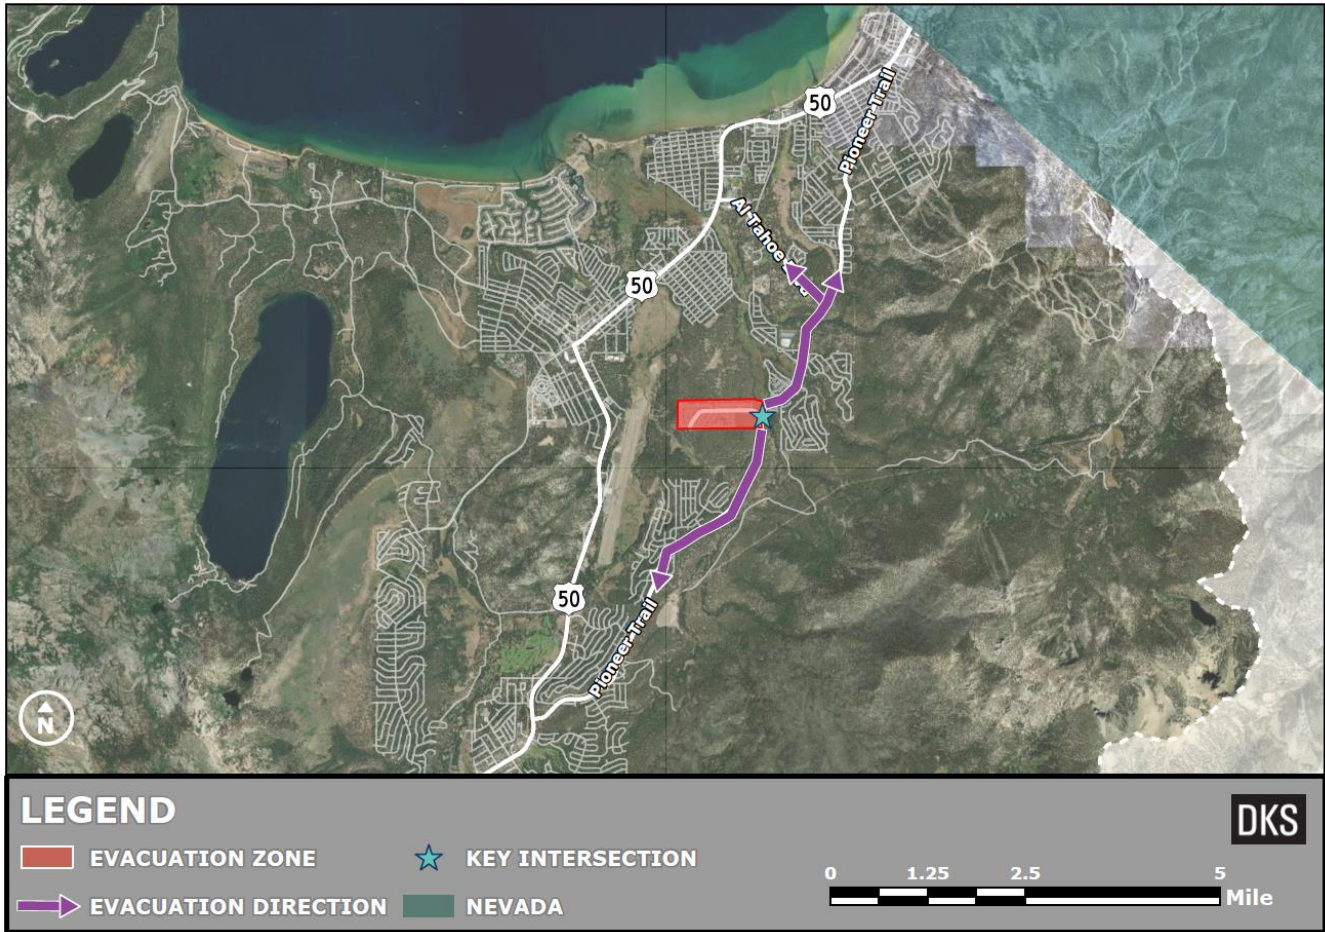 50
Pioneer Trail
Al Tahoe
50
50
Pioneer Trail
N
LEGEND
DKS
EVACUATION ZONE
KEY INTERSECTION
0 1.25 2.5 5
Mile
EVACUATION DIRECTION
NEVADA